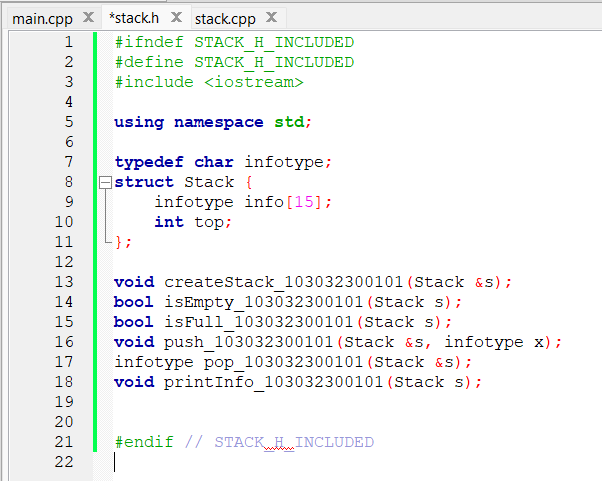 main.cpp *stack.h stack.cpp
1 #ifndef STACK_H_INCLUDED
2 #define STACK_H_INCLUDED
3 #include <iostream>
4
5 using namespace std;
6
7 typedef char infotype;
8 struct Stack {
9 infotype info[15];
10 int top;
11 };
12
13 void createStack_103032300101(Stack &s);
14 bool isEmpty_103032300101(Stack s);
15 bool isFull_103032300101(Stack s);
16 void push_103032300101(Stack &s, infotype x);
17 infotype pop_103032300101(Stack &s);
18 void printInfo_103032300101(Stack s);
19
20
21 #endif // STACK_H_INCLUDED
22